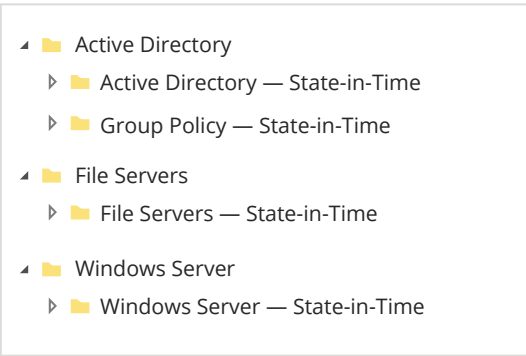 Active Directory
Active Directory — State-in-Time
Group Policy — State-in-Time
File Servers
File Servers — State-in-Time
Windows Server
Windows Server — State-in-Time